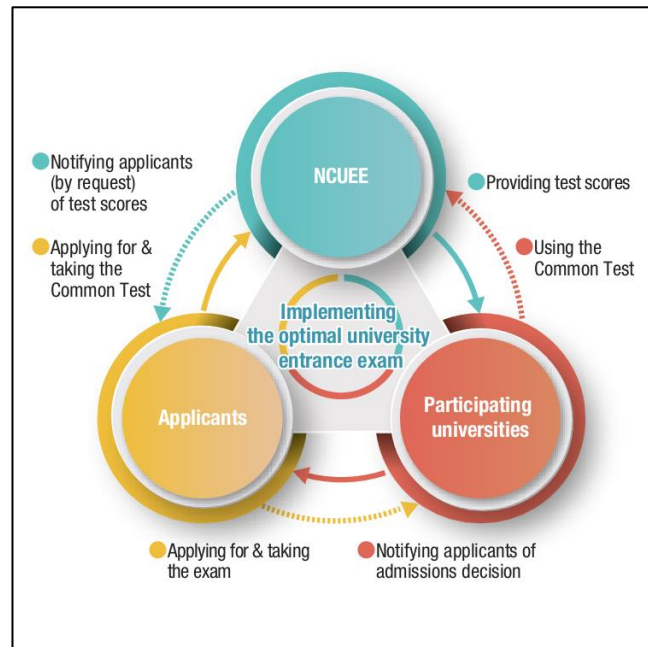 NCUEE
Notifying applicants
(by request)
of test scores
Providing test scores
Applying for &
taking the
Common Test
Using the
Common Test
Implementing
the optimal university
entrance exam
Applicants
Participating
universities
Applying for & taking
the exam
Notifying applicants of
admissions decision